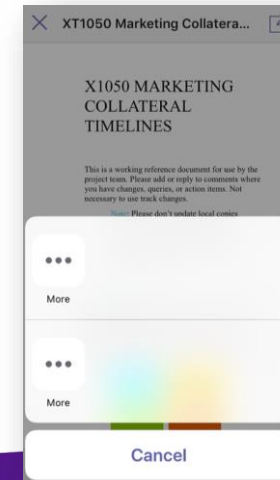 XT1050 Marketing Collatera...
X1050 MARKETING
COLLATERAL
TIMELINES
This is a working reference document for use by the
project team. Please add or reply to comments where
you have changes, queries, or action items. Not
necessary to use track changes.
Note: Please don't update local copies
More
More
Cancel